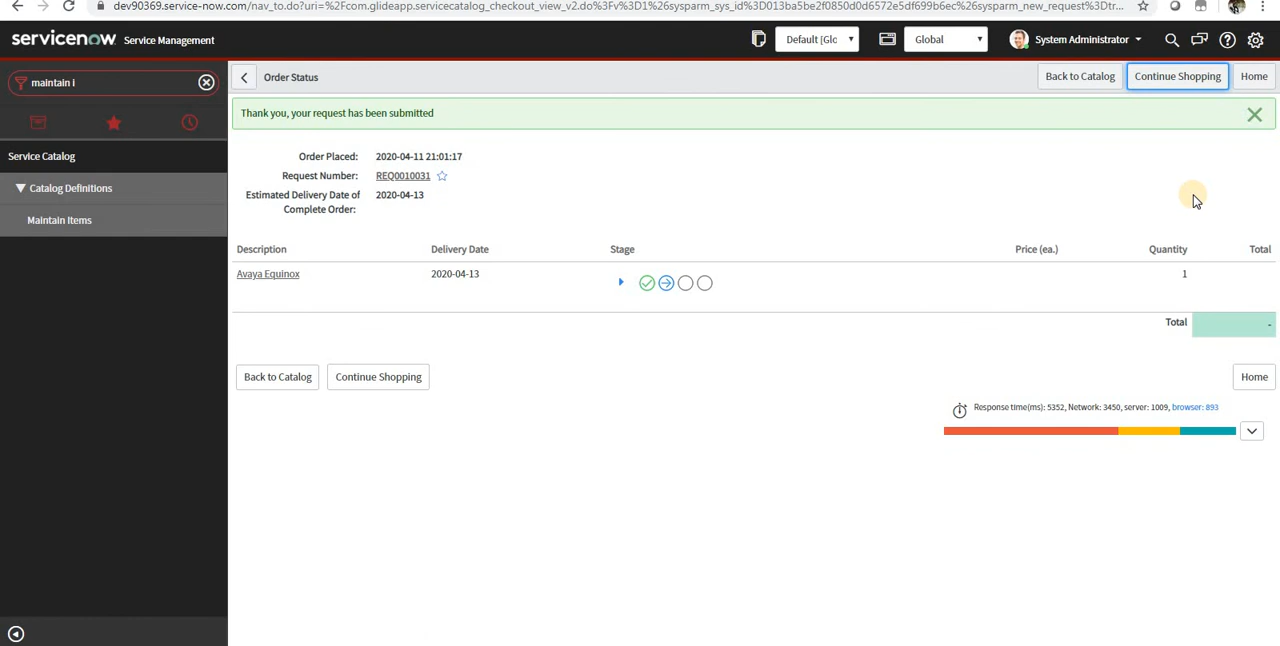 dev90369.service-now.com/nav_to.do?uri=%2Fcom.glideapp.servicecatalog_checkout_view_v2.do%3Fv%3D1%26sysparm_sys_id%3D013ba5be2f0850d0d6572e5df699b6ec%26sysparm_new_request%3Dtr...
servicenow Service Management
Default [Glo
Global
System Administrator
maintain i
Order Status
Back to Catalog
Continue Shopping
Home
Thank you, your request has been submitted
Service Catalog
Catalog Definitions
Maintain Items
Order Placed: 2020-04-11 21:01:17
Request Number: REQ0010031
Estimated Delivery Date of 2020-04-13
Complete Order:
Description Delivery Date Stage Price (ea.) Quantity Total
Avaya Equinox 2020-04-13 1
Total -
Back to Catalog
Continue Shopping
Home
Response time(ms): 5352, Network: 3450, server: 1009, browser: 893